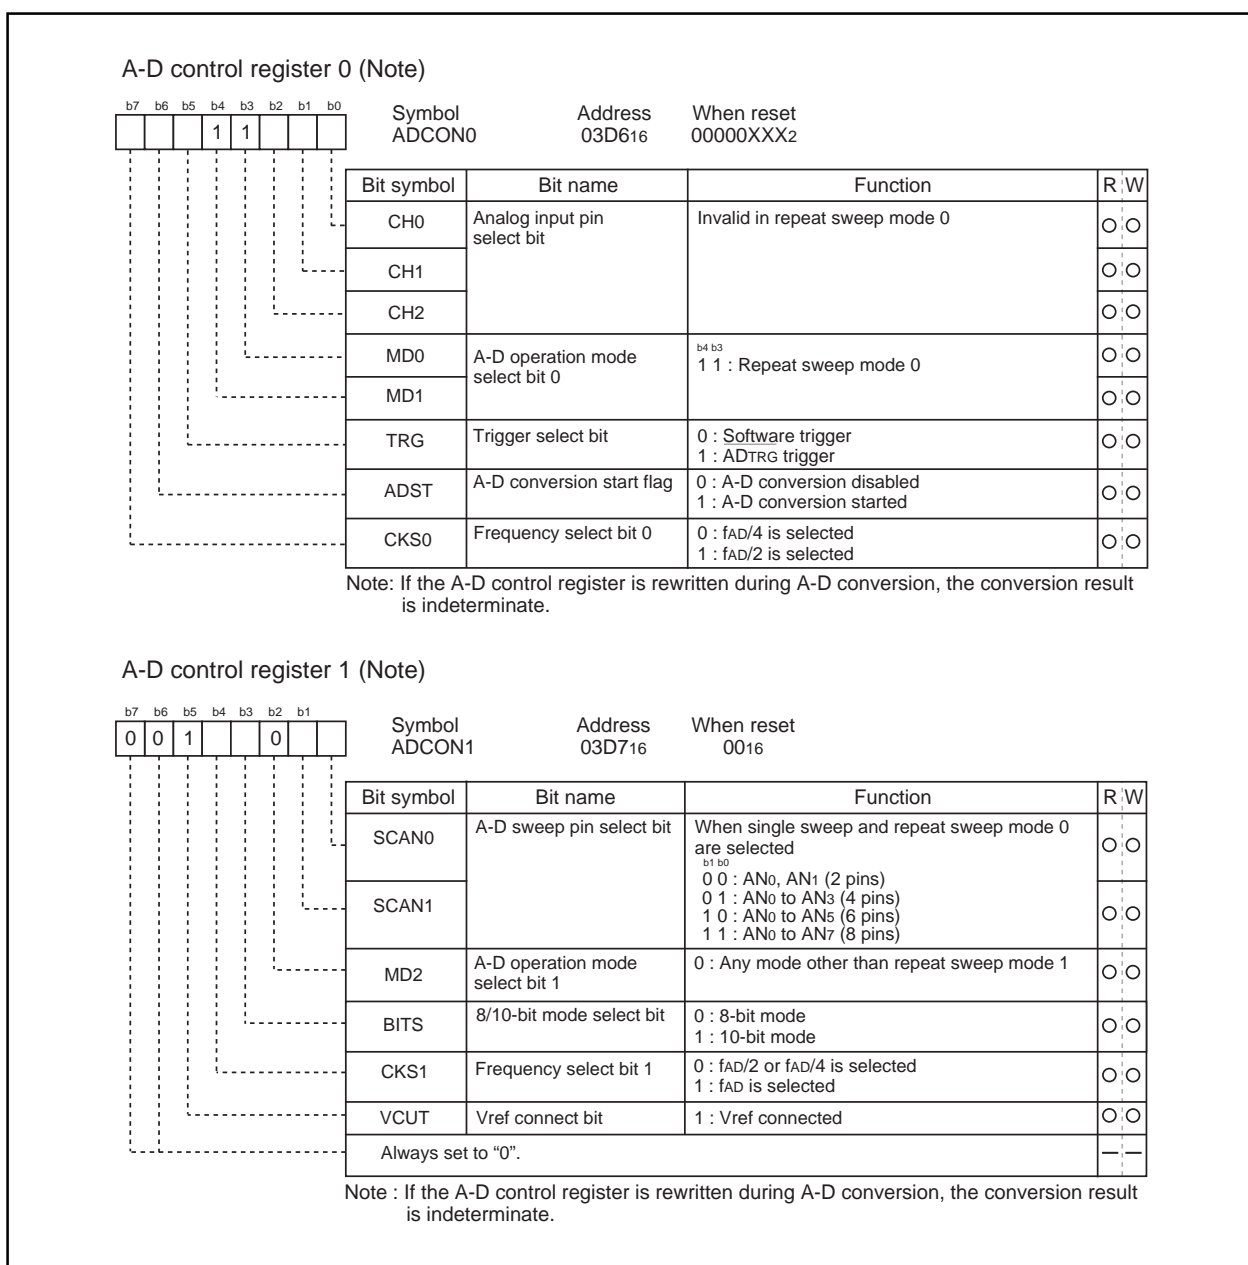 A-D control register 0 (Note)
b7 b6 b5 b4 b3 b2 b1 b0
1 1
Symbol Address When reset
ADCON0 03D616 00000XXX2
Bit symbol Bit name Function R W
CH0 Analog input pin select bit Invalid in repeat sweep mode 0
CH1
CH2
MD0 A-D operation mode select bit 0 b4 b3
1 1 : Repeat sweep mode 0
MD1
TRG Trigger select bit 0 : Software trigger
1 : ADTRG trigger
ADST A-D conversion start flag 0 : A-D conversion disabled
1 : A-D conversion started
CKS0 Frequency select bit 0 0 : fAD/4 is selected
1 : fAD/2 is selected
Note: If the A-D control register is rewritten during A-D conversion, the conversion result
is indeterminate.
A-D control register 1 (Note)
b7 b6 b5 b4 b3 b2 b1
0 0 1 0
Symbol Address When reset
ADCON1 03D716 0016
Bit symbol Bit name Function R W
SCAN0 A-D sweep pin select bit When single sweep and repeat sweep mode 0
are selected
b1 b0
0 0 : AN0, AN1 (2 pins)
0 1 : AN0 to AN3 (4 pins)
SCAN1 1 0 : AN0 to AN5 (6 pins)
1 1 : AN0 to AN7 (8 pins)
MD2 A-D operation mode select bit 1 0 : Any mode other than repeat sweep mode 1
BITS 8/10-bit mode select bit 0 : 8-bit mode
1 : 10-bit mode
CKS1 Frequency select bit 1 0 : fAD/2 or fAD/4 is selected
1 : fAD is selected
VCUT Vref connect bit 1 : Vref connected
Always set to “0”.
Note : If the A-D control register is rewritten during A-D conversion, the conversion result
is indeterminate.